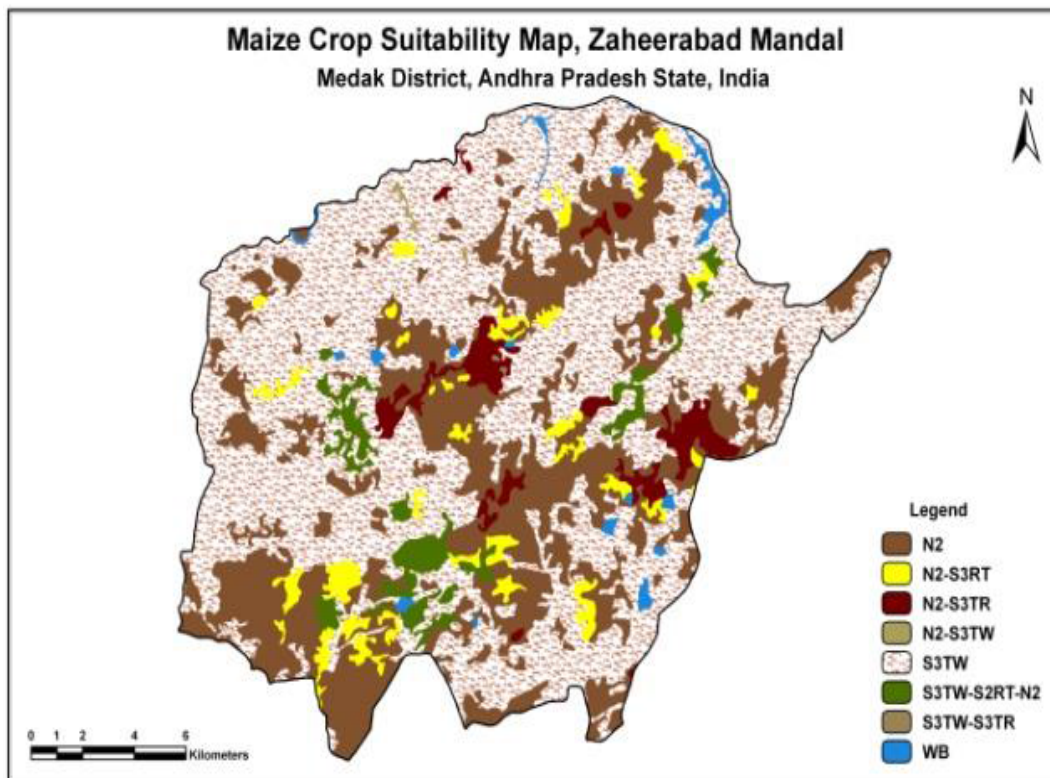 Maize Crop Suitability Map, Zaheerabad Mandal
Medak District, Andhra Pradesh State, India
N
Legend
N2
N2-S3RT
N2-S3TR
N2-S3TW
S3TW
S3TW-S2RT-N2
S3TW-S3TR
WB
0 1 2 4 6
Kilometers